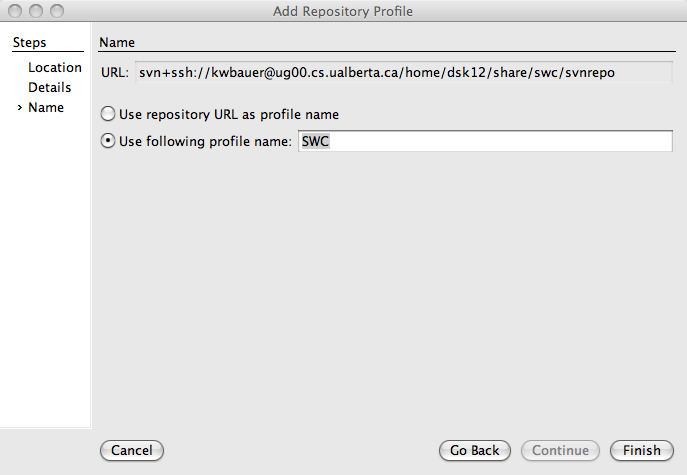 Add Repository Profile
Steps
Location
Details
> Name
Name
URL: svn+ssh://kwbauer@ug00.cs.ualberta.ca/home/dsk12/share/swc/svnrepo
Use repository URL as profile name
Use following profile name: SWC
Cancel Go Back Continue Finish